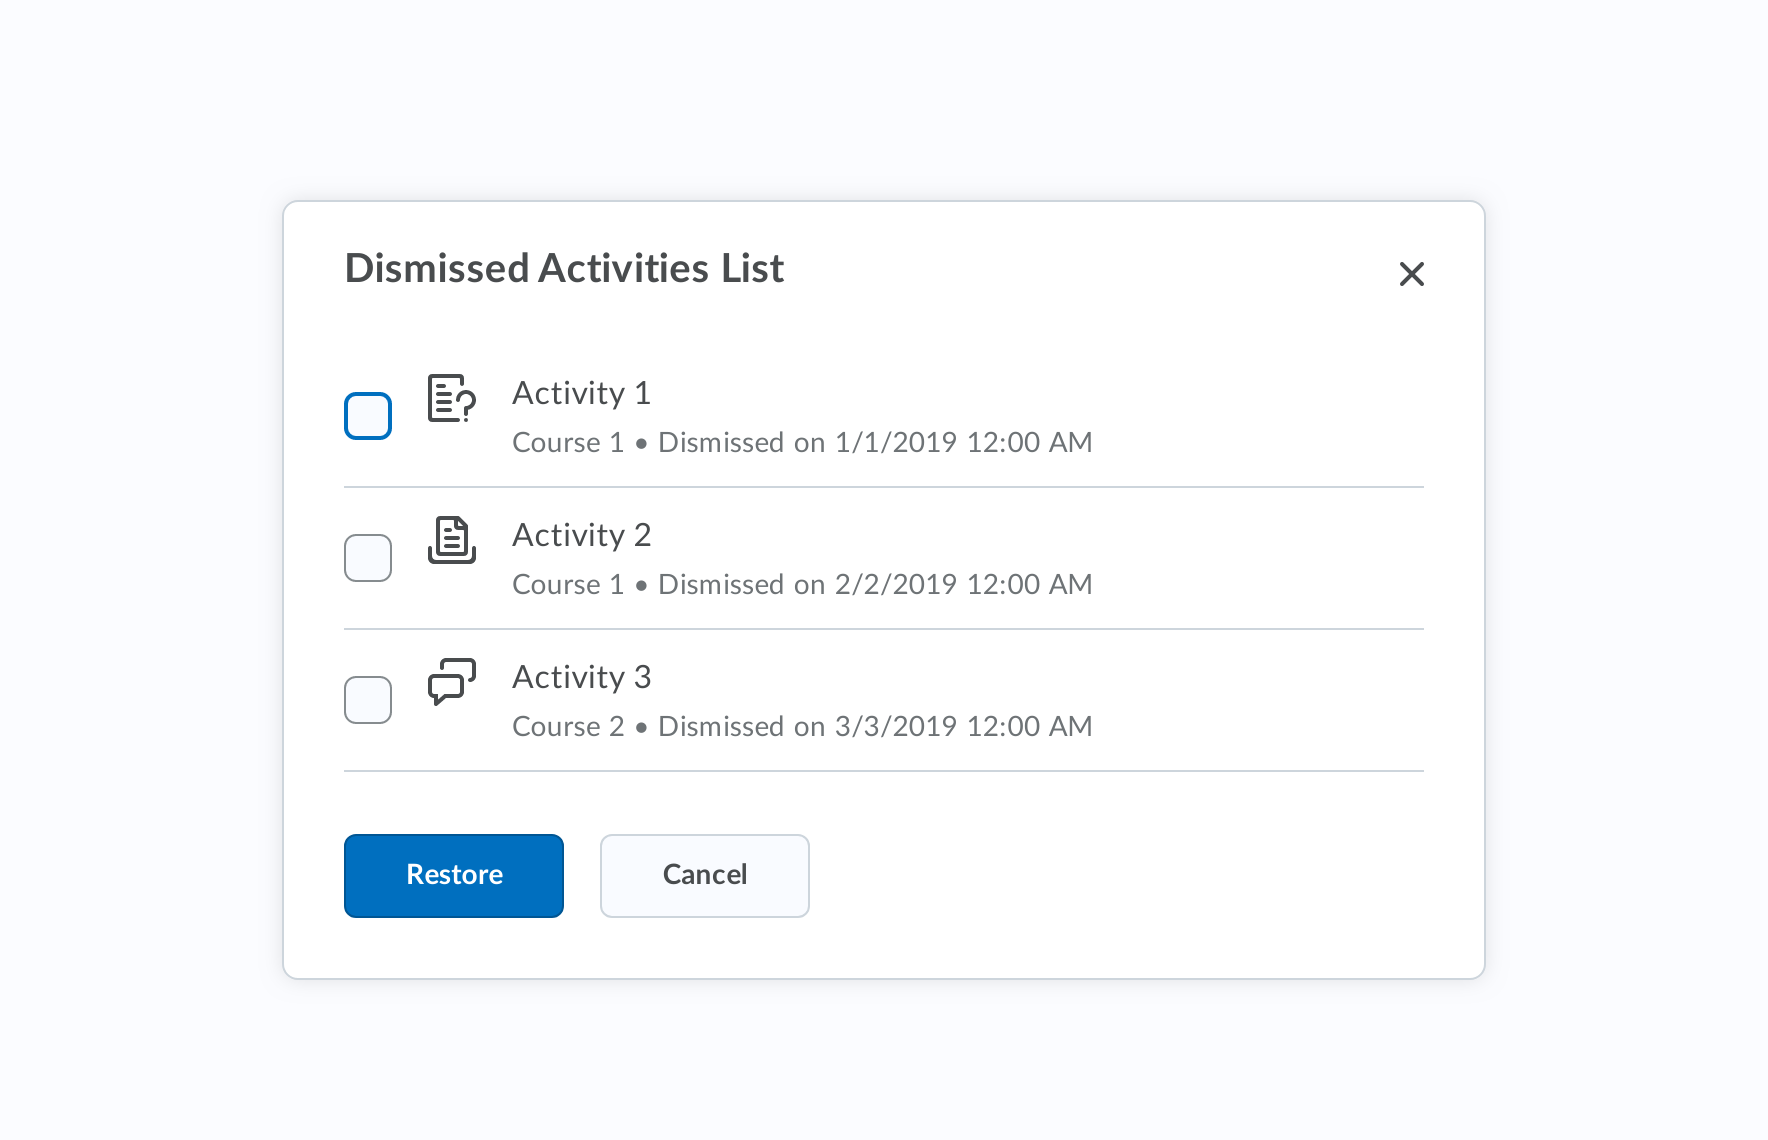 Dismissed Activities List
Activity 1
Course 1 • Dismissed on 1/1/2019 12:00 AM
Activity 2
Course 1 • Dismissed on 2/2/2019 12:00 AM
Activity 3
Course 2 • Dismissed on 3/3/2019 12:00 AM
Restore
Cancel